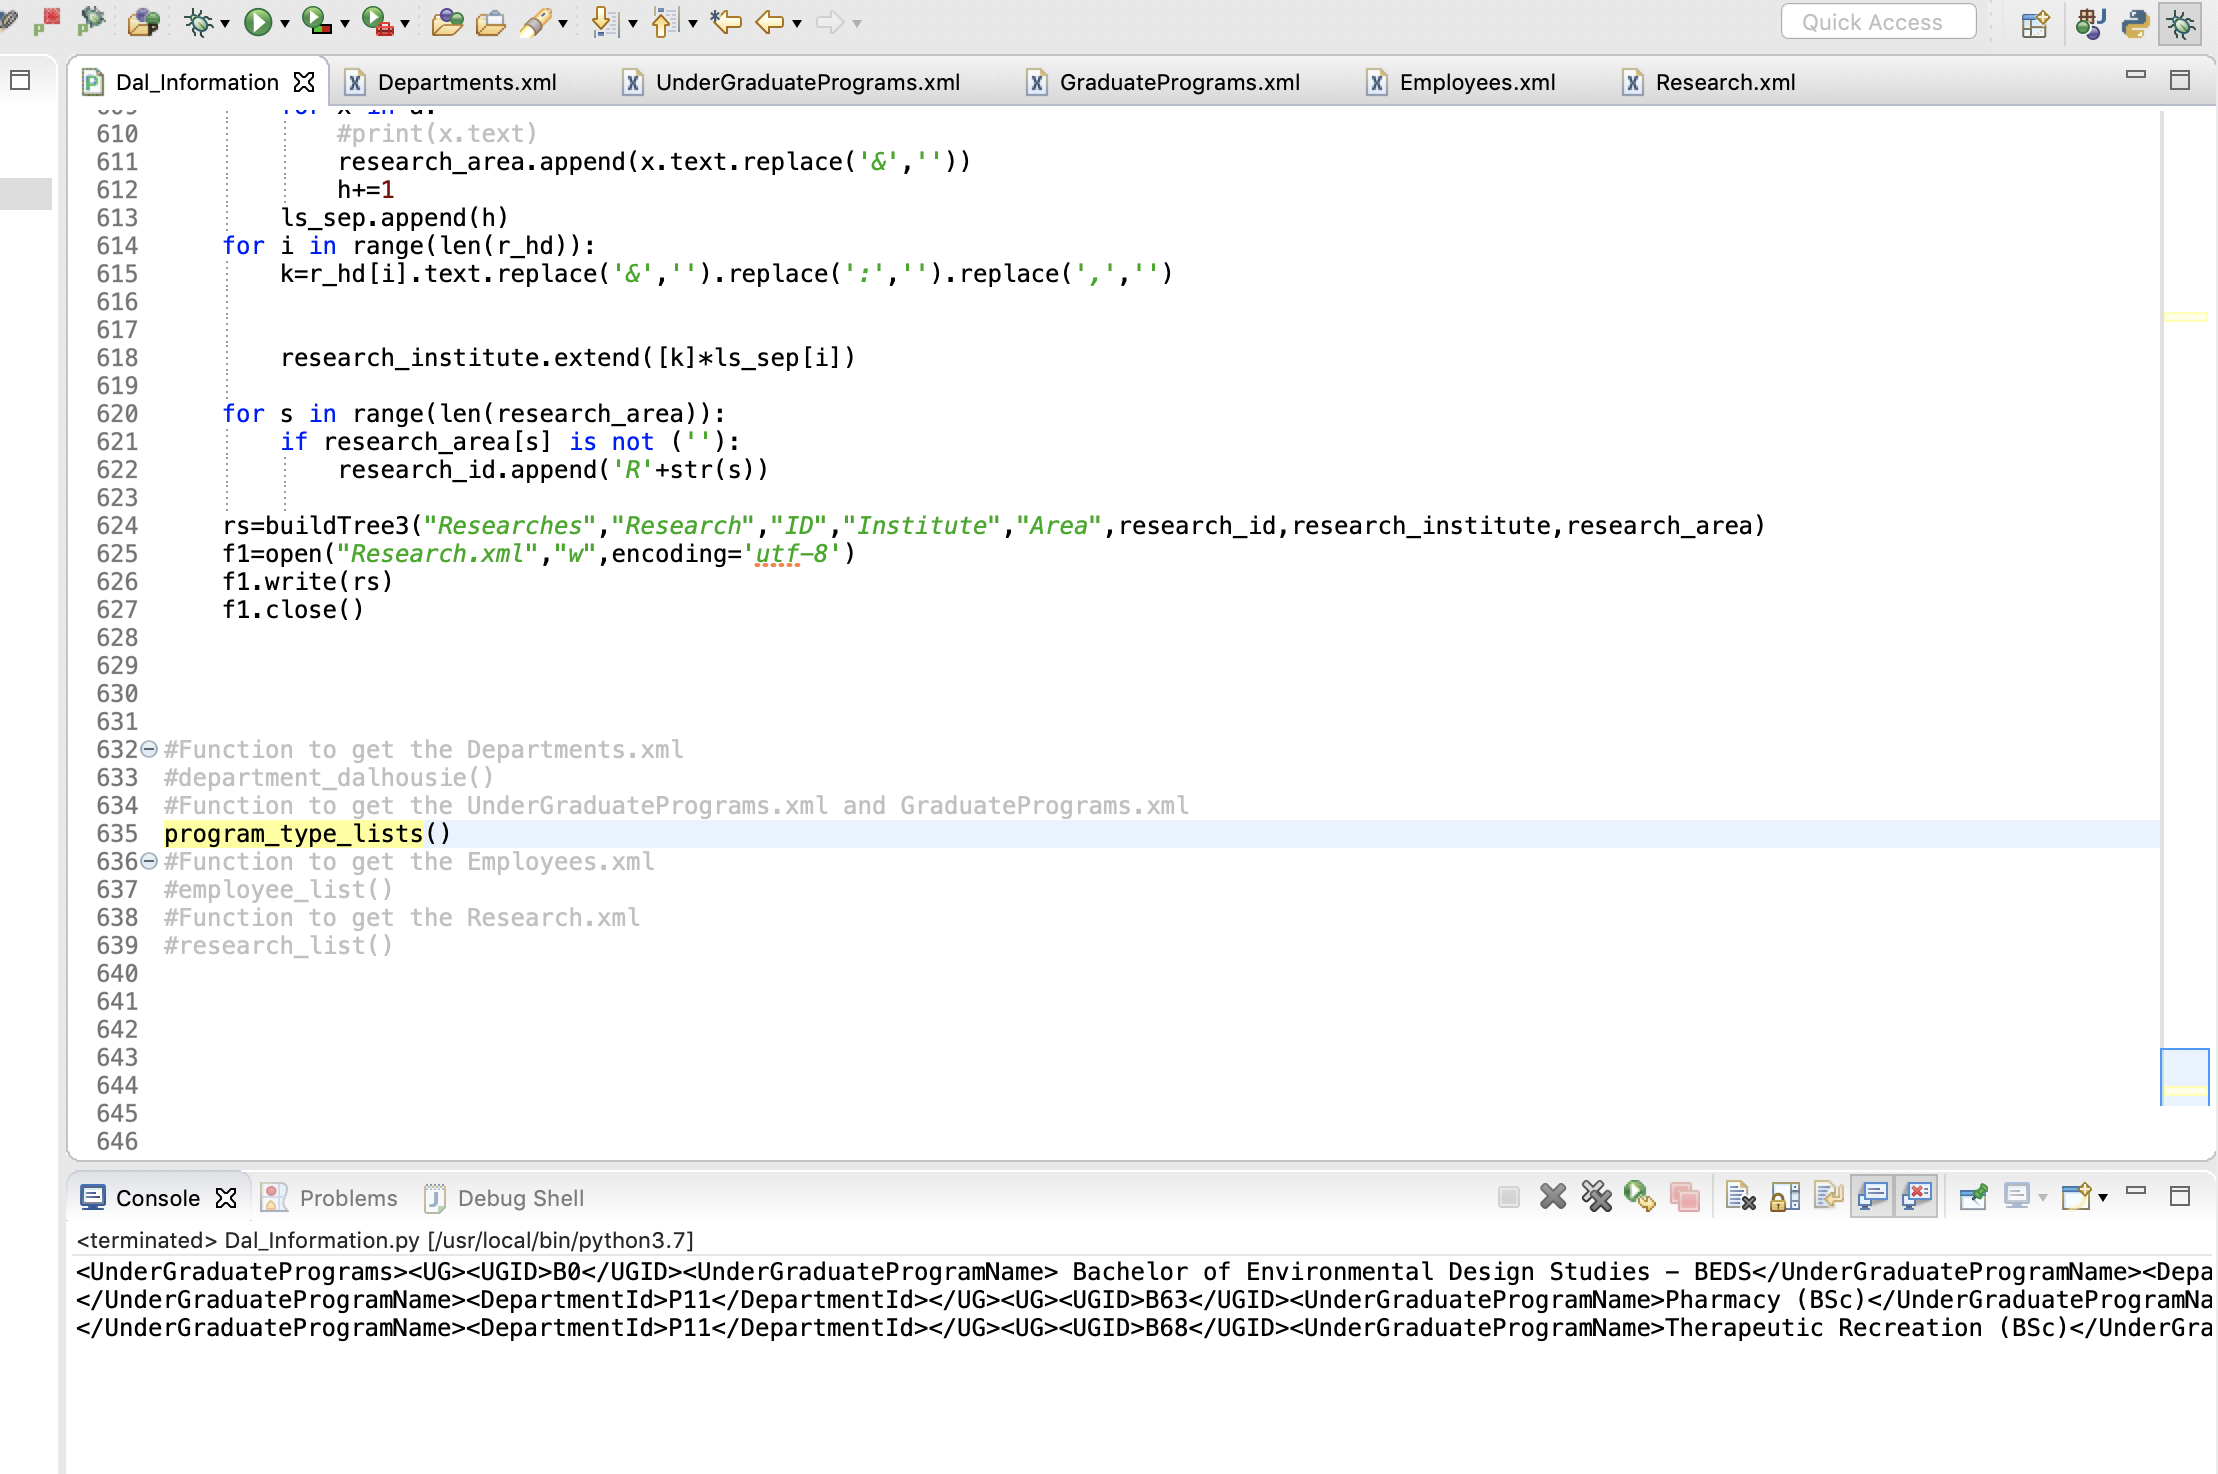 Quick Access
Dal_Information
Departments.xml
UnderGraduatePrograms.xml
GraduatePrograms.xml
Employees.xml
Research.xml
609 for x in d:
610 #print(x.text)
611 research_area.append(x.text.replace('&',''))
612 h+=1
613 ls_sep.append(h)
614 for i in range(len(r_hd)):
615 k=r_hd[i].text.replace('&','').replace(':','').replace(',','')
616
617
618 research_institute.extend([k]*ls_sep[i])
619
620 for s in range(len(research_area)):
621 if research_area[s] is not (''):
622 research_id.append('R'+str(s))
623
624 rs=buildTree3("Researches","Research","ID","Institute","Area",research_id,research_institute,research_area)
625 f1=open("Research.xml","w",encoding='utf-8')
626 f1.write(rs)
627 f1.close()
628
629
630
631
632 #Function to get the Departments.xml
633 #department_dalhousie()
634 #Function to get the UnderGraduatePrograms.xml and GraduatePrograms.xml
635 program_type_lists()
636 #Function to get the Employees.xml
637 #employee_list()
638 #Function to get the Research.xml
639 #research_list()
640
641
642
643
644
645
646
Console
Problems
Debug Shell
<terminated> Dal_Information.py [/usr/local/bin/python3.7]
<UnderGraduatePrograms><UG><UGID>B0</UGID><UnderGraduateProgramName> Bachelor of Environmental Design Studies – BEDS</UnderGraduateProgramName><Depa
</UnderGraduateProgramName><DepartmentId>P11</DepartmentId></UG><UG><UGID>B63</UGID><UnderGraduateProgramName>Pharmacy (BSc)</UnderGraduateProgramNa
</UnderGraduateProgramName><DepartmentId>P11</DepartmentId></UG><UG><UGID>B68</UGID><UnderGraduateProgramName>Therapeutic Recreation (BSc)</UnderGra